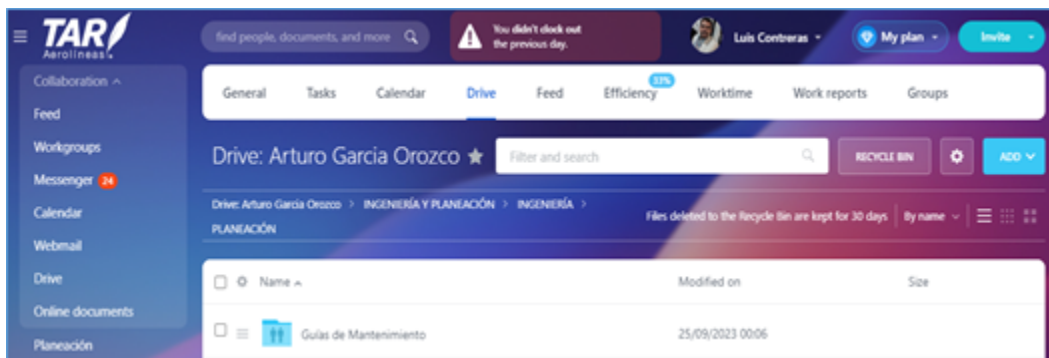 TAR
Aerolíneas
find people, documents, and more
You didn't clock out
the previous day.
Luis Contreras
My plan
Invite
Collaboration
Feed
Workgroups
Messenger 24
Calendar
Webmail
Drive
Online documents
Planeación
General Tasks Calendar Drive Feed Efficiency 33% Worktime Work reports Groups
Drive: Arturo Garcia Orozco
Filter and search
RECYCLE BIN
ADD
Drive: Arturo Garcia Orozco > INGENIERÍA Y PLANEACIÓN > INGENIERÍA >
PLANEACIÓN
Files deleted to the Recycle Bin are kept for 30 days
By name
Name Modified on Size
Guías de Mantenimiento 25/09/2023 00:06